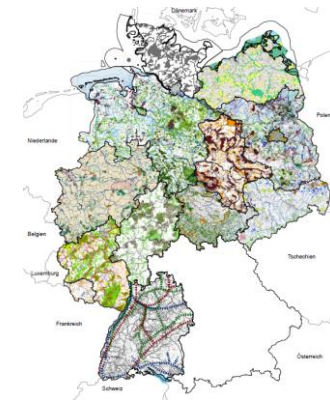 Dänemark
Niederlande
Polen
Belgien
Luxemburg
Tschechien
Frankreich
Österreich
Schweiz